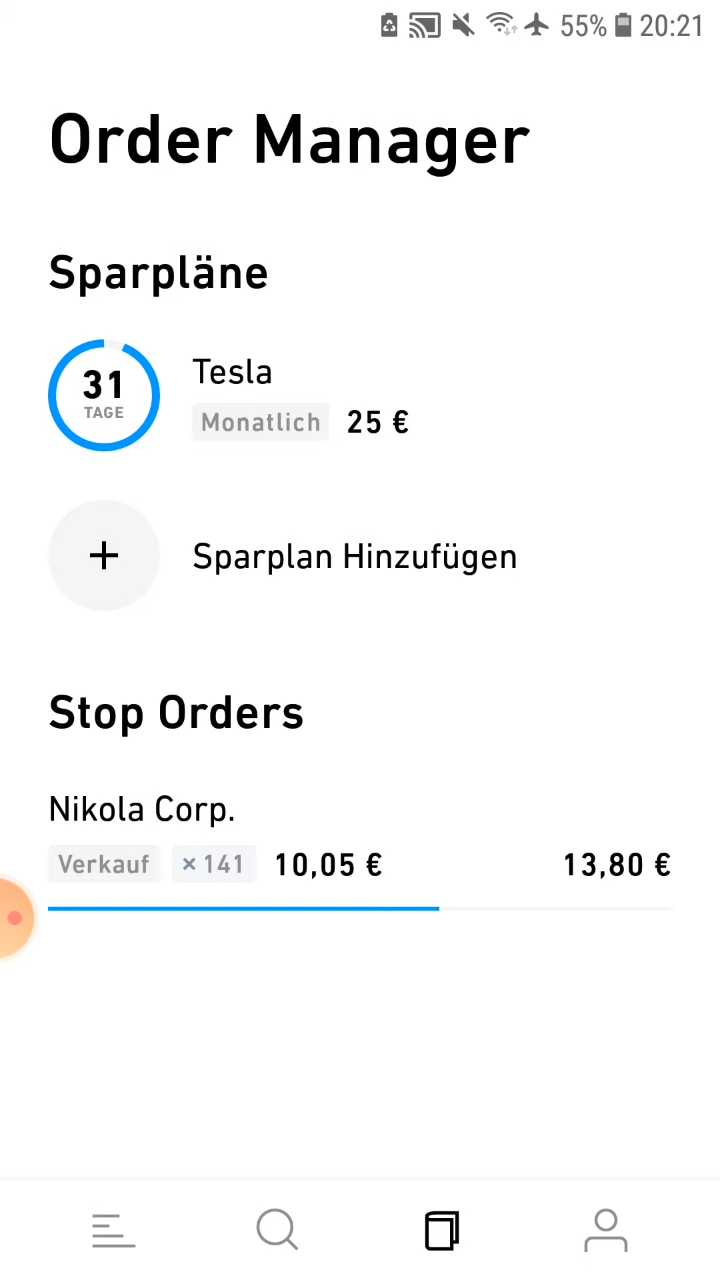 55% 20:21
Order Manager
Sparpläne
31
TAGE
Tesla
Monatlich 25 €
+ Sparplan Hinzufügen
Stop Orders
Nikola Corp.
Verkauf × 141 10,05 € 13,80 €